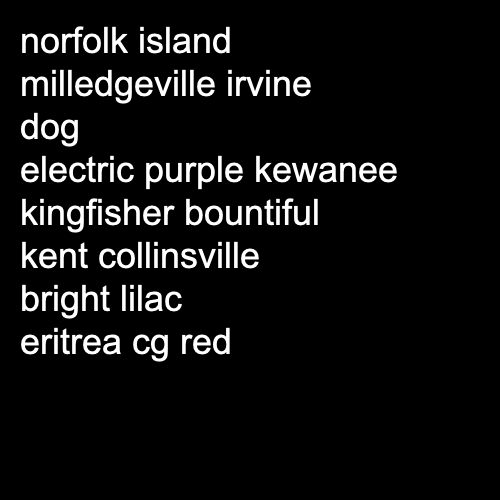 norfolk island
milledgeville irvine
dog
electric purple kewanee
kingfisher bountiful
kent collinsville
bright lilac
eritrea cg red